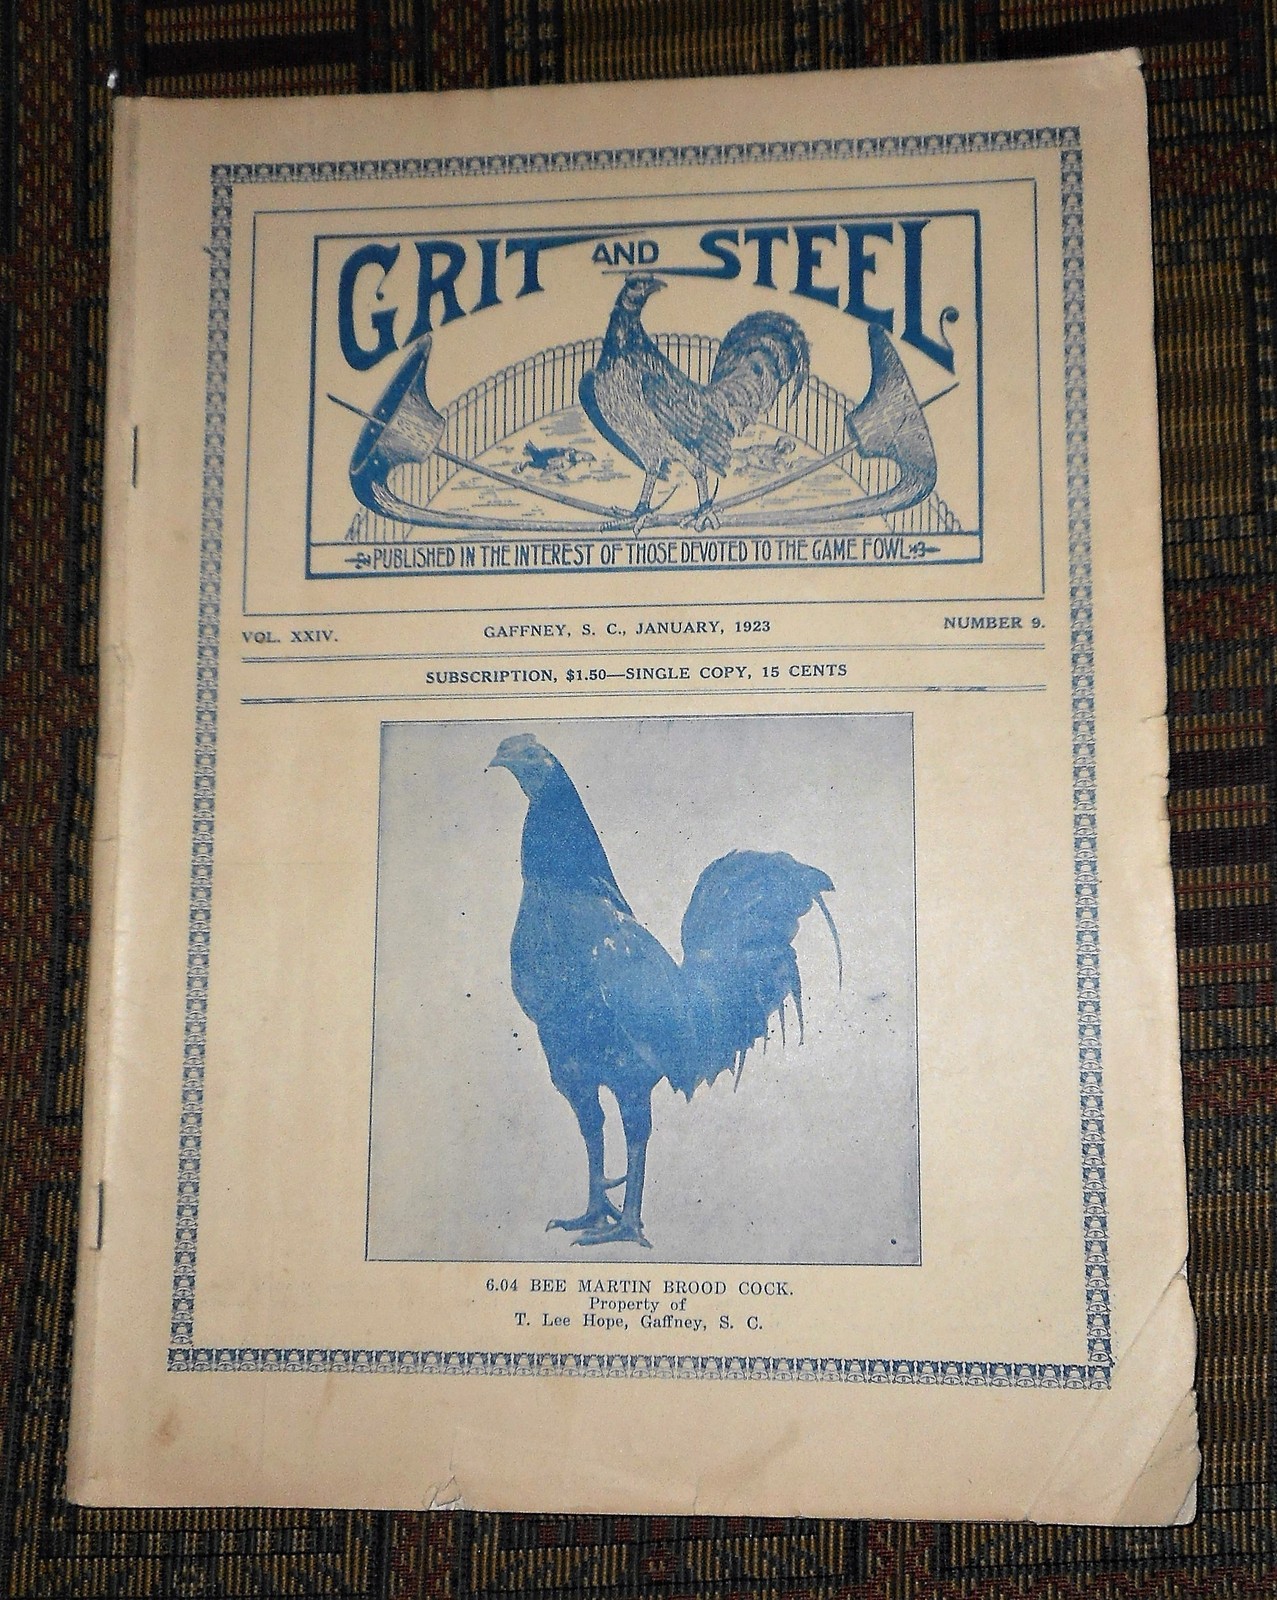 GRIT AND STEEL
PUBLISHED IN THE INTEREST OF THOSE DEVOTED TO THE GAME FOWL
VOL. XXIV. GAFFNEY, S. C., JANUARY, 1923 NUMBER 9.
SUBSCRIPTION, $1.50—SINGLE COPY, 15 CENTS
6.04 BEE MARTIN BROOD COCK.
Property of
T. Lee Hope, Gaffney, S. C.